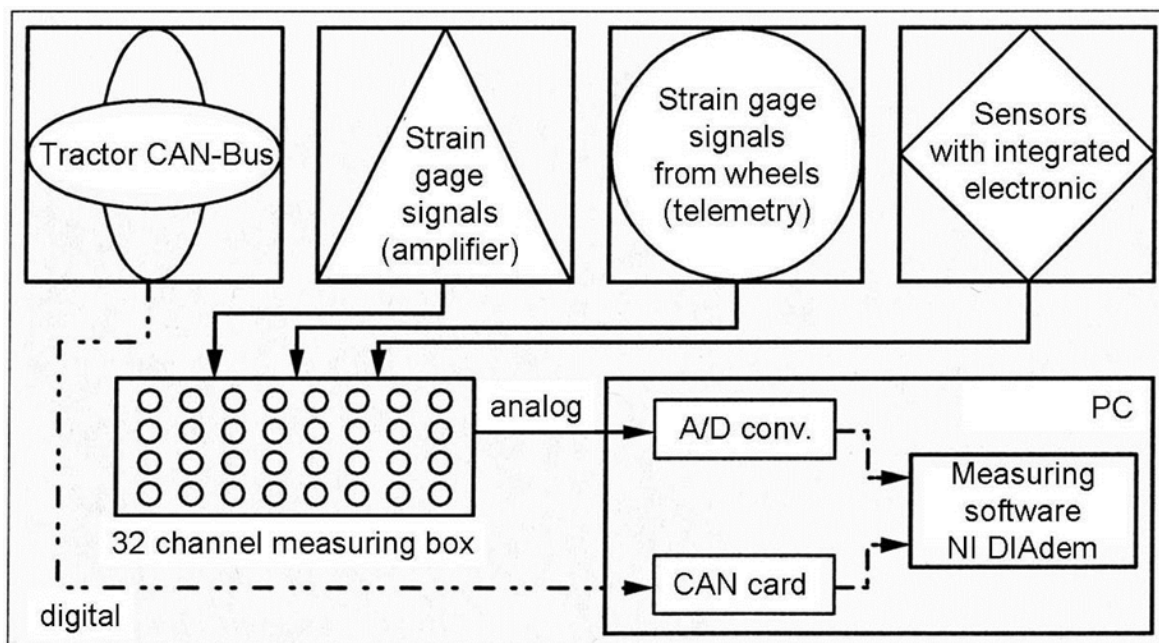 Tractor CAN-Bus
Strain
gage
signals
(amplifier)
Strain gage
signals
from wheels
(telemetry)
Sensors
with integrated
electronic
analog
PC
A/D conv.
Measuring
software
NI DIAdem
32 channel measuring box
CAN card
digital